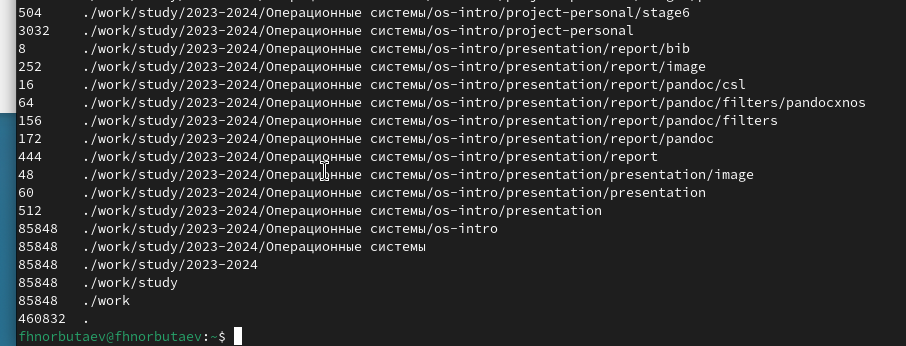 504 ./work/study/2023-2024/Операционные системы/os-intro/project-personal/stage6
3032 ./work/study/2023-2024/Операционные системы/os-intro/project-personal
8 ./work/study/2023-2024/Операционные системы/os-intro/presentation/report/bib
252 ./work/study/2023-2024/Операционные системы/os-intro/presentation/report/image
16 ./work/study/2023-2024/Операционные системы/os-intro/presentation/report/pandoc/csl
64 ./work/study/2023-2024/Операционные системы/os-intro/presentation/report/pandoc/filters/pandocxnos
156 ./work/study/2023-2024/Операционные системы/os-intro/presentation/report/pandoc/filters
172 ./work/study/2023-2024/Операционные системы/os-intro/presentation/report/pandoc
444 ./work/study/2023-2024/Операционные системы/os-intro/presentation/report
48 ./work/study/2023-2024/Операционные системы/os-intro/presentation/presentation/image
60 ./work/study/2023-2024/Операционные системы/os-intro/presentation/presentation
512 ./work/study/2023-2024/Операционные системы/os-intro/presentation
85848 ./work/study/2023-2024/Операционные системы/os-intro
85848 ./work/study/2023-2024/Операционные системы
85848 ./work/study/2023-2024
85848 ./work/study
85848 ./work
460832 .
fhnorbutaev@fhnorbutaev:~$